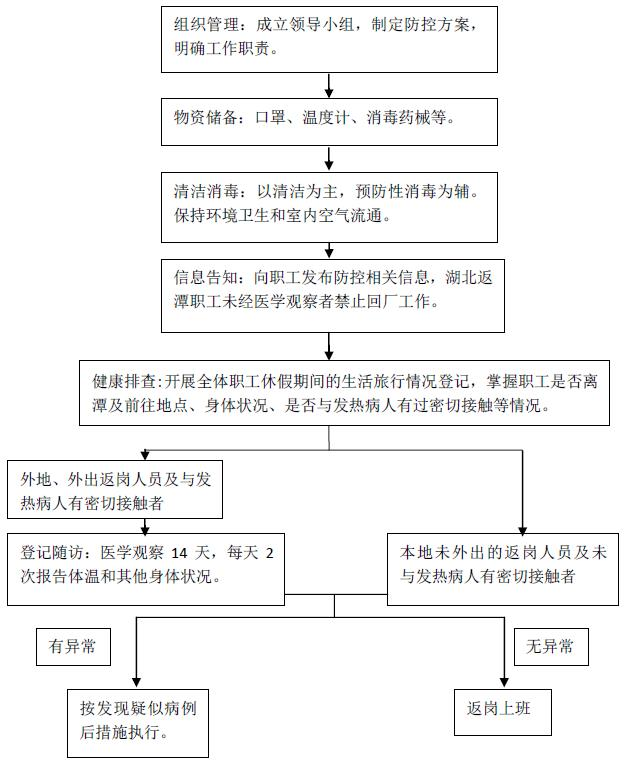 组织管理：成立领导小组，制定防控方案，
明确工作职责。
物资储备：口罩、温度计、消毒药械等。
清洁消毒：以清洁为主，预防性消毒为辅。
保持环境卫生和室内空气流通。
信息告知：向职工发布防控相关信息，湖北返
潭职工未经医学观察者禁止回厂工作。
健康排查:开展全体职工休假期间的生活旅行情况登记，掌握职工是否离
潭及前往地点、身体状况、是否与发热病人有过密切接触等情况。
外地、外出返岗人员及与发
热病人有密切接触者
登记随访：医学观察 14 天，每天 2
次报告体温和其他身体状况。
本地未外出的返岗人员及未
与发热病人有密切接触者
有异常
无异常
按发现疑似病例
后措施执行。
返岗上班